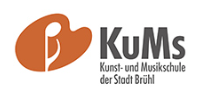 KuMs
Kunst- und Musikschule
der Stadt Brühl